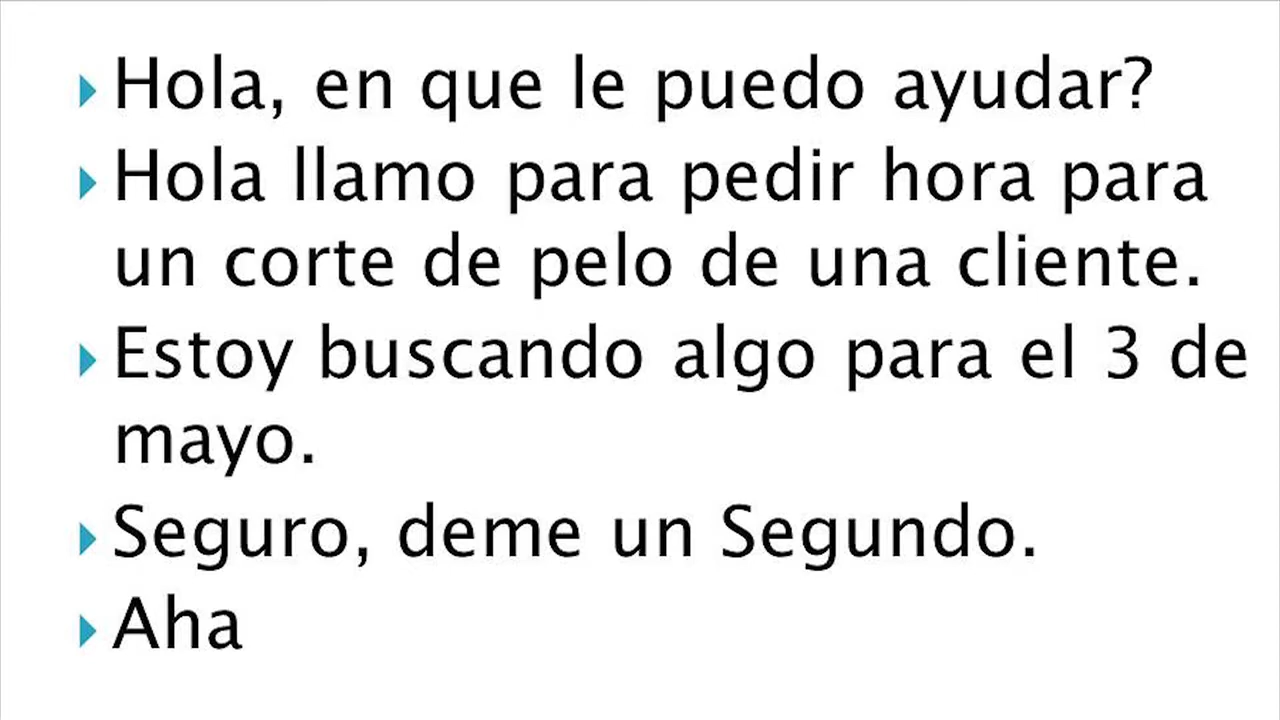 Hola, en que le puedo ayudar?
Hola llamo para pedir hora para
un corte de pelo de una cliente.
Estoy buscando algo para el 3 de
mayo.
Seguro, deme un Segundo.
Aha